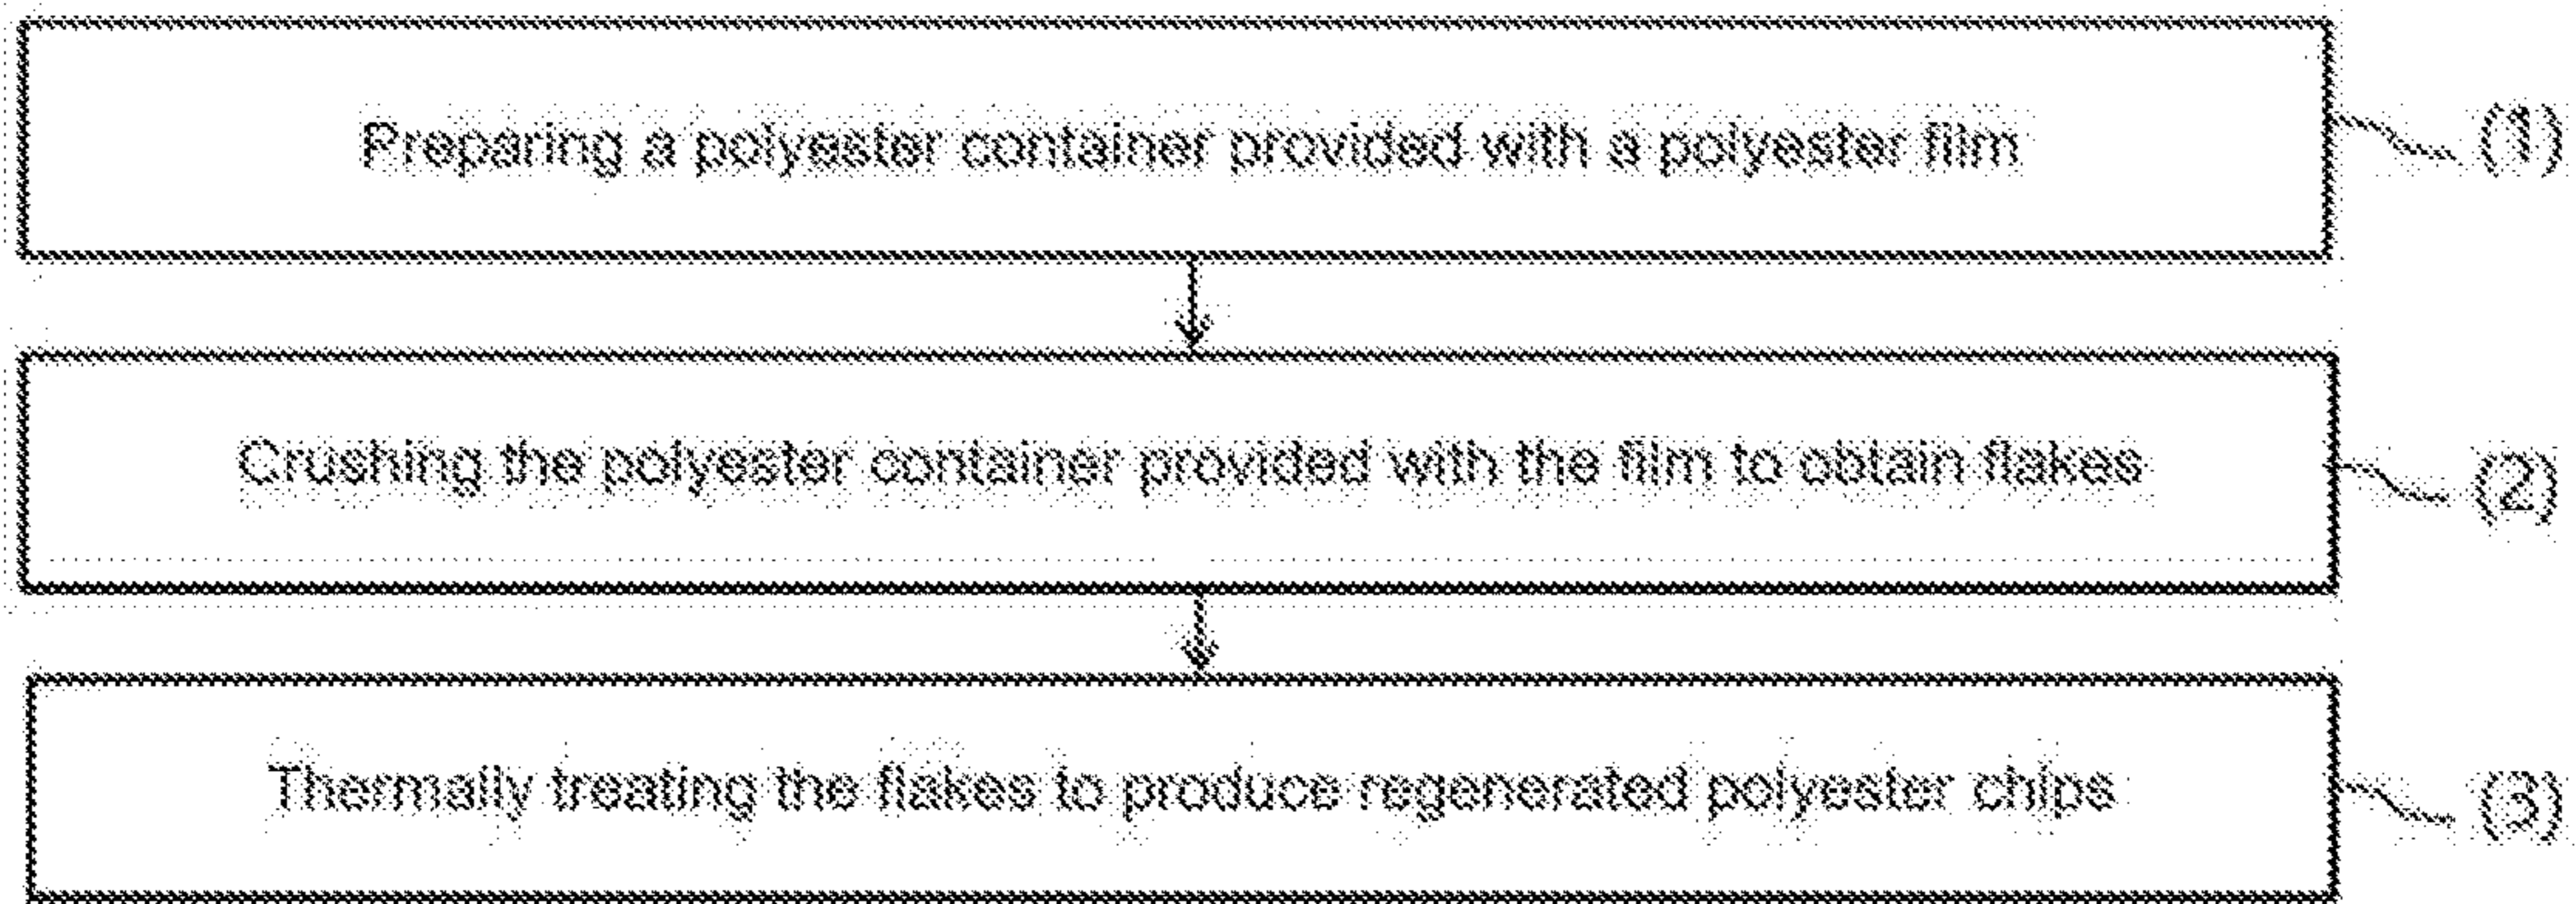 Preparing a polyester container provided with a polyester film
(1)
Crushing the polyester container provided with the film to obtain flakes
(2)
Thermally treating the flakes to produce regenerated polyester chips
(3)